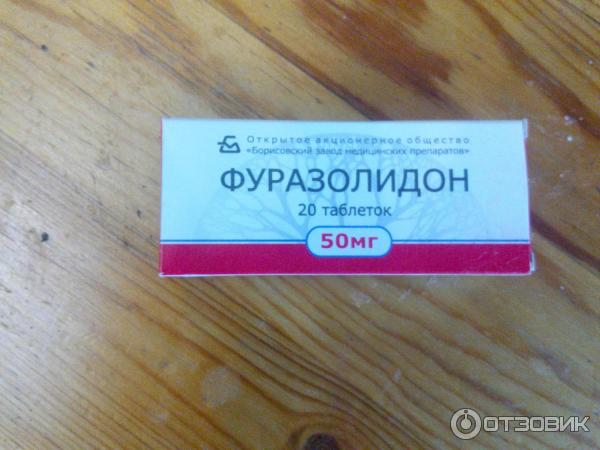 Открытое акционерное общество
«Борисовский завод медицинских препаратов»
ФУРАЗОЛИДОН
20 таблеток
50мг
ОТЗОВИК